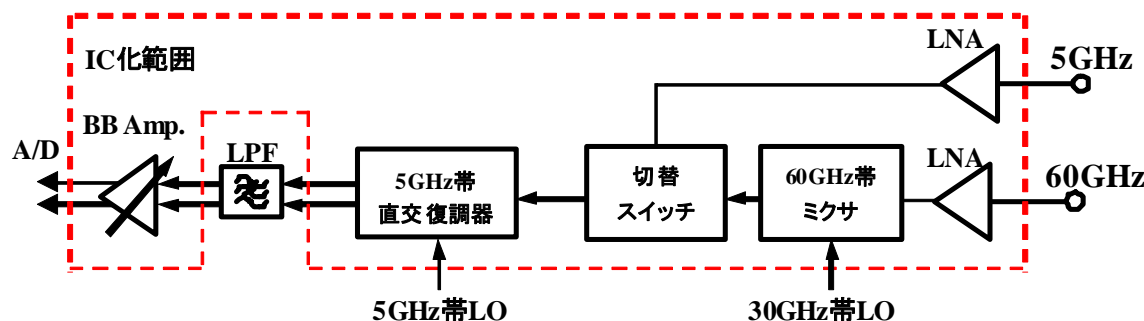 IC化範囲
LNA
5GHz
BB Amp.
A/D
LPF
5GHz帯
直交復調器
切替
スイッチ
60GHz帯
ミクサ
LNA
60GHz
5GHz帯LO
30GHz帯LO